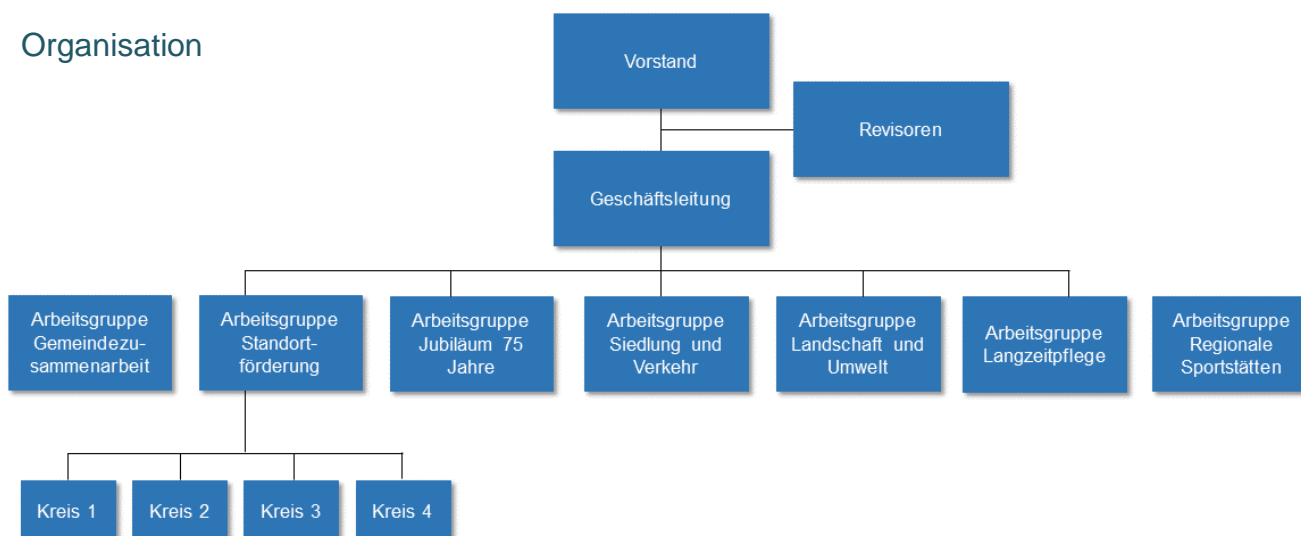 Organisation
Vorstand
Revisoren
Geschäftsleitung
Arbeitsgruppe
Gemeindezu-
sammenarbeit
Arbeitsgruppe
Standort-
förderung
Arbeitsgruppe
Jubiläum 75
Jahre
Arbeitsgruppe
Siedlung und
Verkehr
Arbeitsgruppe
Landschaft und
Umwelt
Arbeitsgruppe
Langzeitpflege
Arbeitsgruppe
Regionale
Sportstätten
Kreis 1
Kreis 2
Kreis 3
Kreis 4